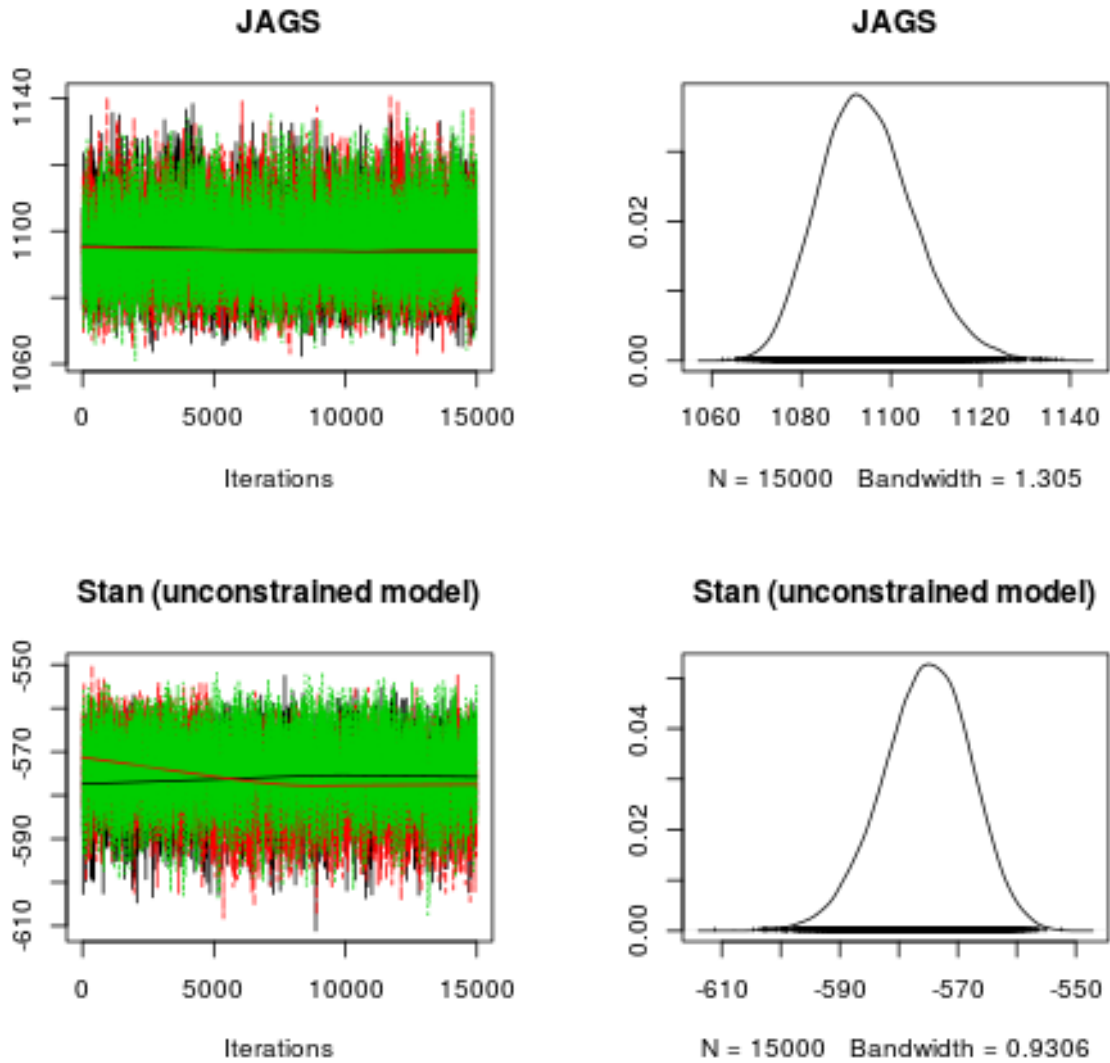 JAGS
1140
1100
1060
0 5000 10000 15000
Iterations
JAGS
0.02
0.00
1060 1080 1100 1120 1140
N = 15000 Bandwidth = 1.305
Stan (unconstrained model)
-550
-570
-590
-610
0 5000 10000 15000
Iterations
Stan (unconstrained model)
0.04
0.02
0.00
-610 -590 -570 -550
N = 15000 Bandwidth = 0.9306